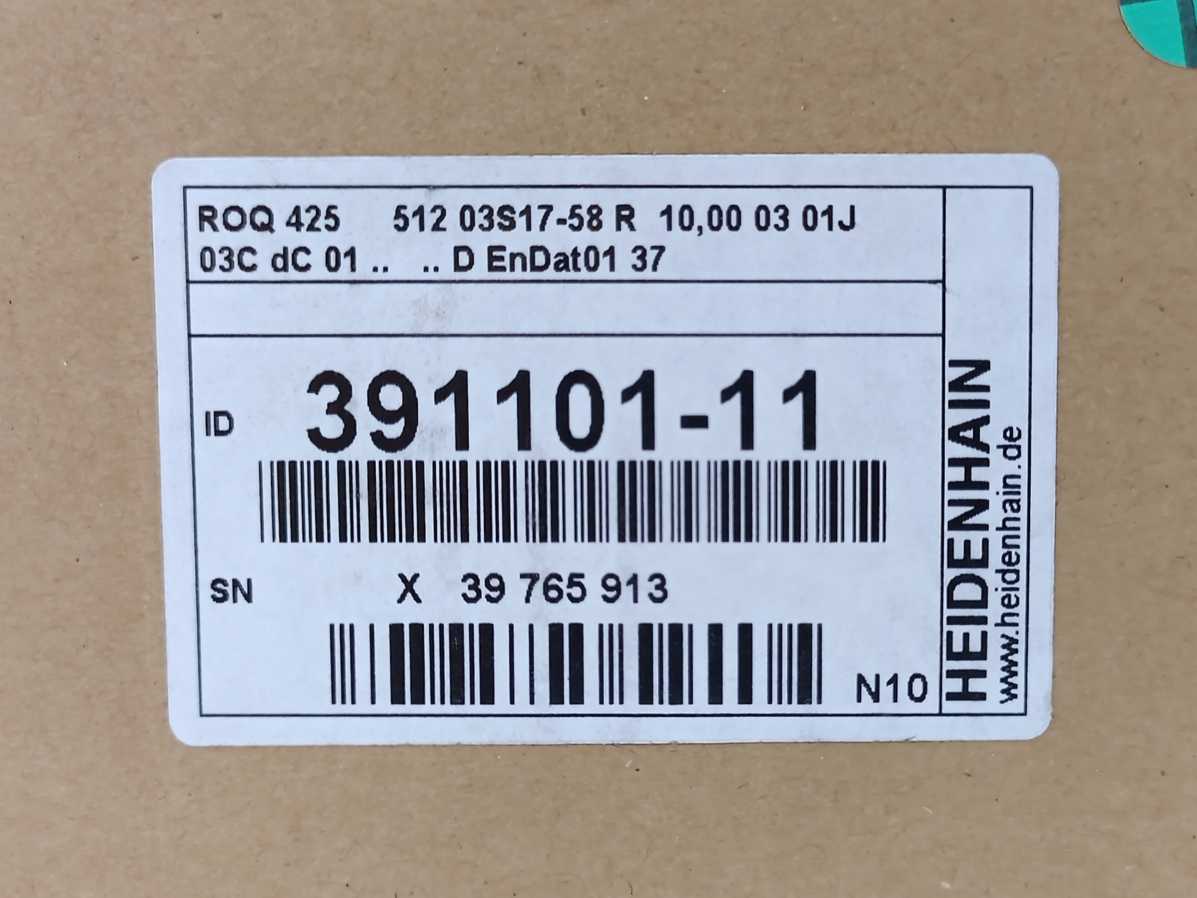 ROQ 425 512 03S17-58 R 10,00 03 01J
03C dC 01 .. .. D EnDat01 37
ID 391101-11
SN X 39 765 913
N10
HEIDENHAIN
www.heidenhain.de